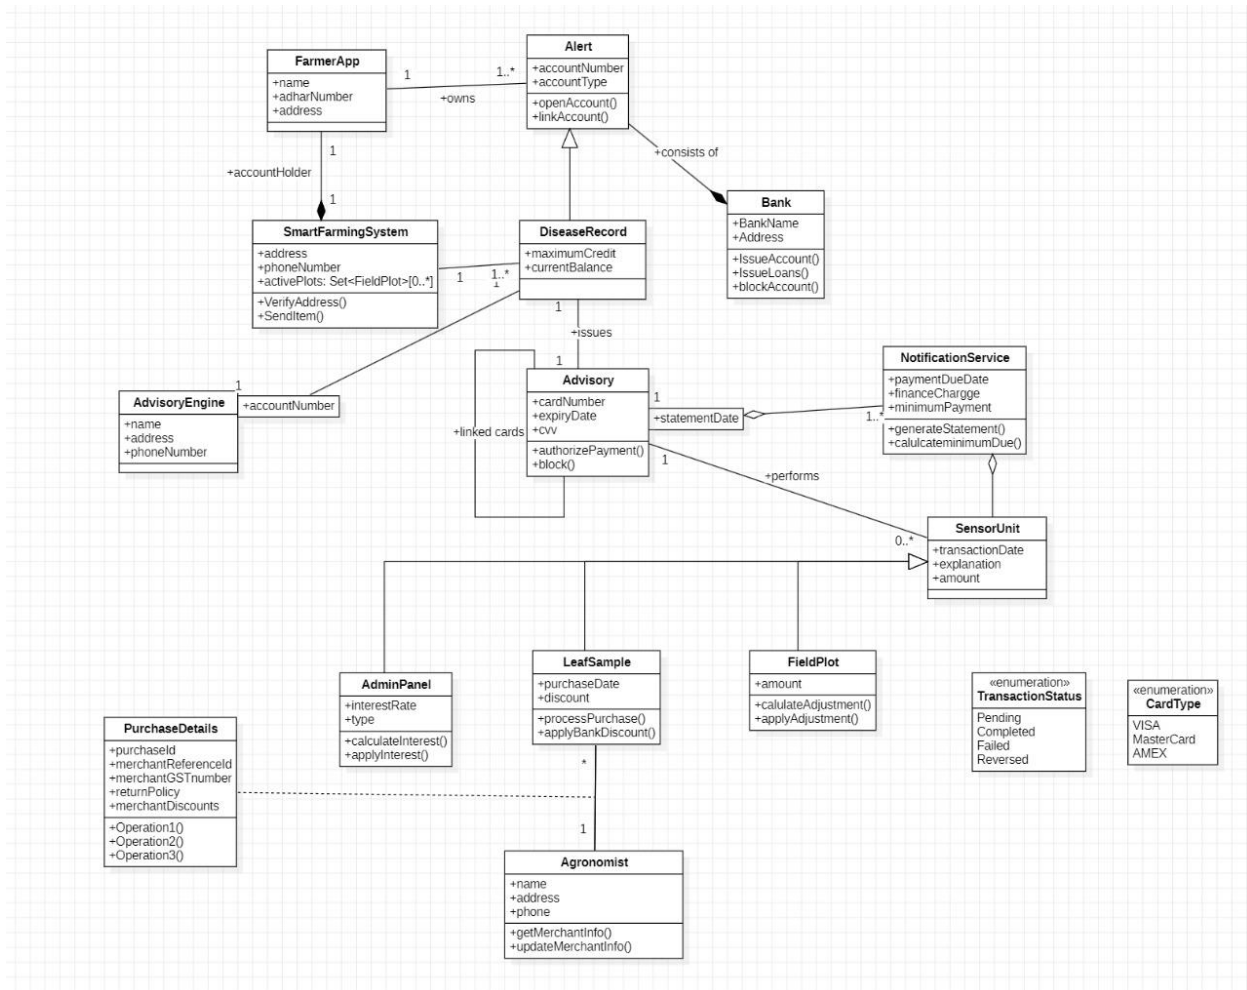 Alert
+accountNumber
+accountType
+openAccount()
+linkAccount()
FarmerApp
+name
+adharNumber
+address
1
1..*
+owns
1
+accountHolder
1
+consists of
Bank
+BankName
+Address
+IssueAccount()
+IssueLoans()
+blockAccount()
SmartFarmingSystem
+address
+phoneNumber
+activePlots: Set<FieldPlot>[0..*]
+VerifyAddress()
+SendItem()
1
1..*
1
DiseaseRecord
+maximumCredit
+currentBalance
1
+issues
1
AdvisoryEngine
+name
+address
+phoneNumber
1
+accountNumber
+linked cards
Advisory
+cardNumber
+expiryDate
+cvv
+authorizePayment()
+block()
1
+statementDate
1..*
NotificationService
+paymentDueDate
+financeChargge
+minimumPayment
+generateStatement()
+calulcateminimumDue()
1
+performs
0..*
SensorUnit
+transactionDate
+explanation
+amount
AdminPanel
+interestRate
+type
+calculateInterest()
+applyInterest()
LeafSample
+purchaseDate
+discount
+processPurchase()
+applyBankDiscount()
FieldPlot
+amount
+calulateAdjustment()
+applyAdjustment()
«enumeration»
TransactionStatus
Pending
Completed
Failed
Reversed
«enumeration»
CardType
VISA
MasterCard
AMEX
PurchaseDetails
+purchaseId
+merchantReferenceId
+merchantGSTnumber
+returnPolicy
+merchantDiscounts
+Operation1()
+Operation2()
+Operation3()
*
1
Agronomist
+name
+address
+phone
+getMerchantInfo()
+updateMerchantInfo()